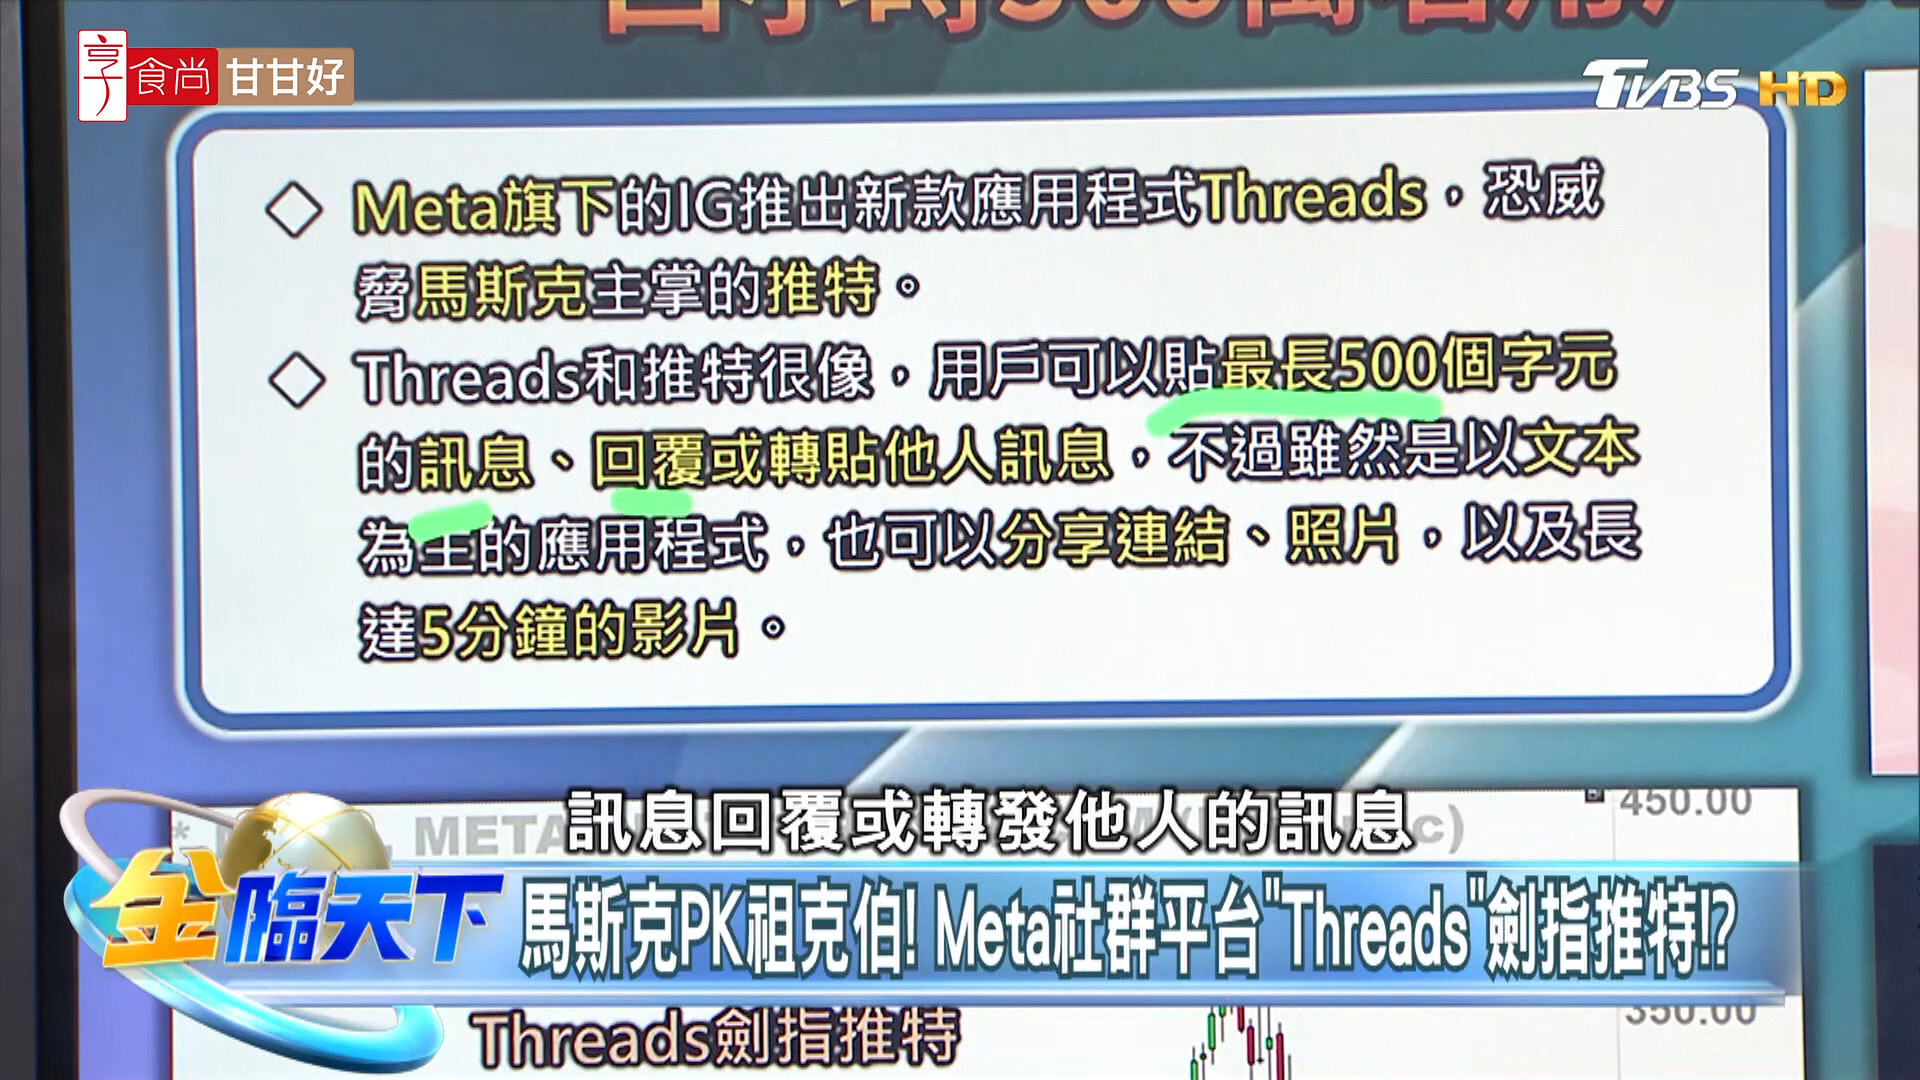 享食尚 甘甘好
TVBS HD
◇ Meta旗下的IG推出新款應用程式Threads，恐威
脅馬斯克主掌的推特。
◇ Threads和推特很像，用戶可以貼最長500個字元
的訊息、回覆或轉貼他人訊息，不過雖然是以文本
為主的應用程式，也可以分享連結、照片，以及長
達5分鐘的影片。
450.00
META
訊息回覆或轉發他人的訊息
金臨天下
馬斯克PK祖克伯! Meta社群平台"Threads"劍指推特!?
350.00
Threads劍指推特